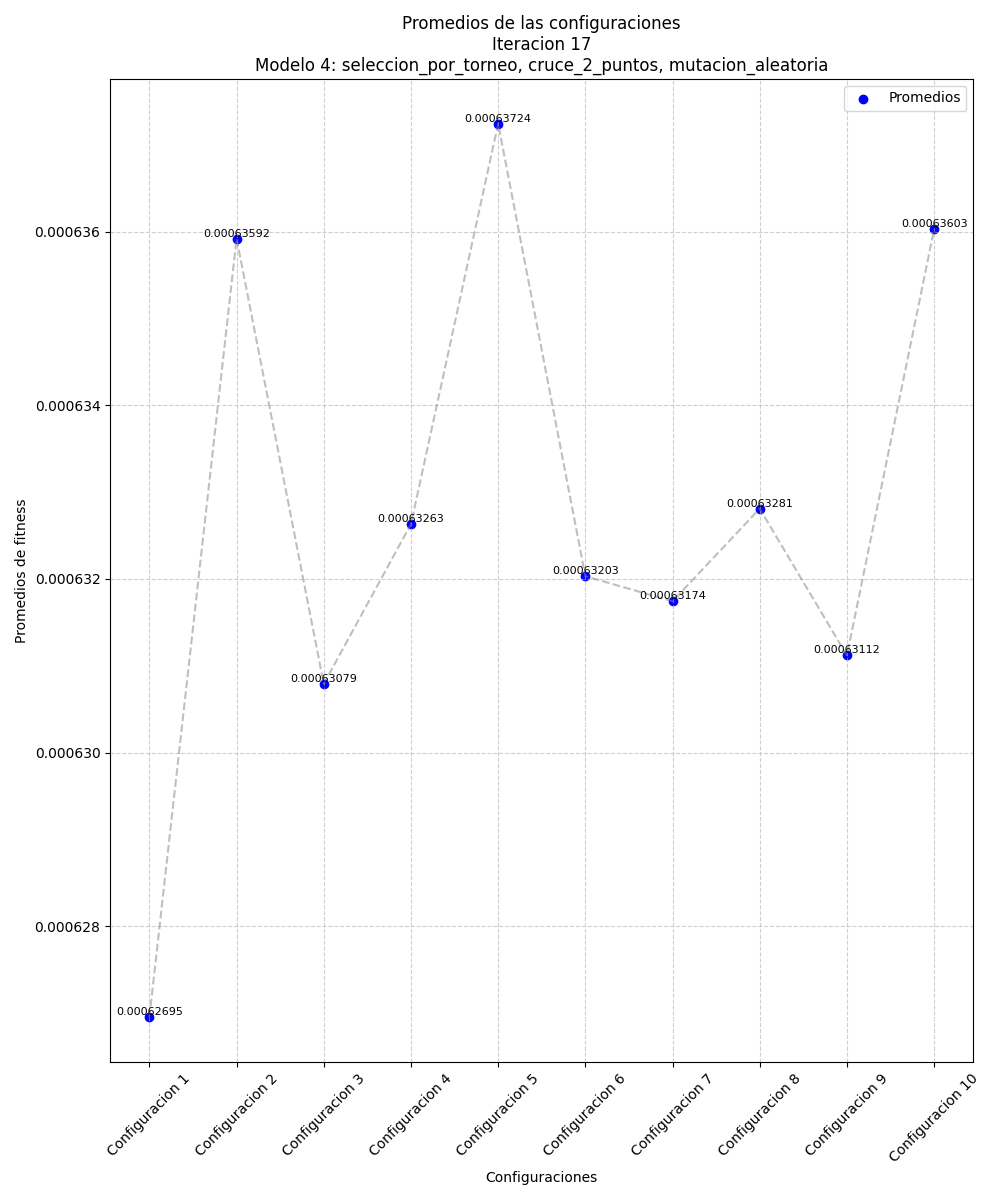 Promedios de las configuraciones
Iteracion 17
Modelo 4: seleccion_por_torneo, cruce_2_puntos, mutacion_aleatoria
Promedios
0.00063724
0.00063603
0.00063592
0.000636
0.000634
0.00063281
0.00063263
0.00063203
0.000632
0.00063174
0.00063112
0.00063079
0.000630
0.000628
0.00062695
Promedios de fitness
Configuracion 1
Configuracion 2
Configuracion 3
Configuracion 4
Configuracion 5
Configuracion 6
Configuracion 7
Configuracion 8
Configuracion 9
Configuracion 10
Configuraciones